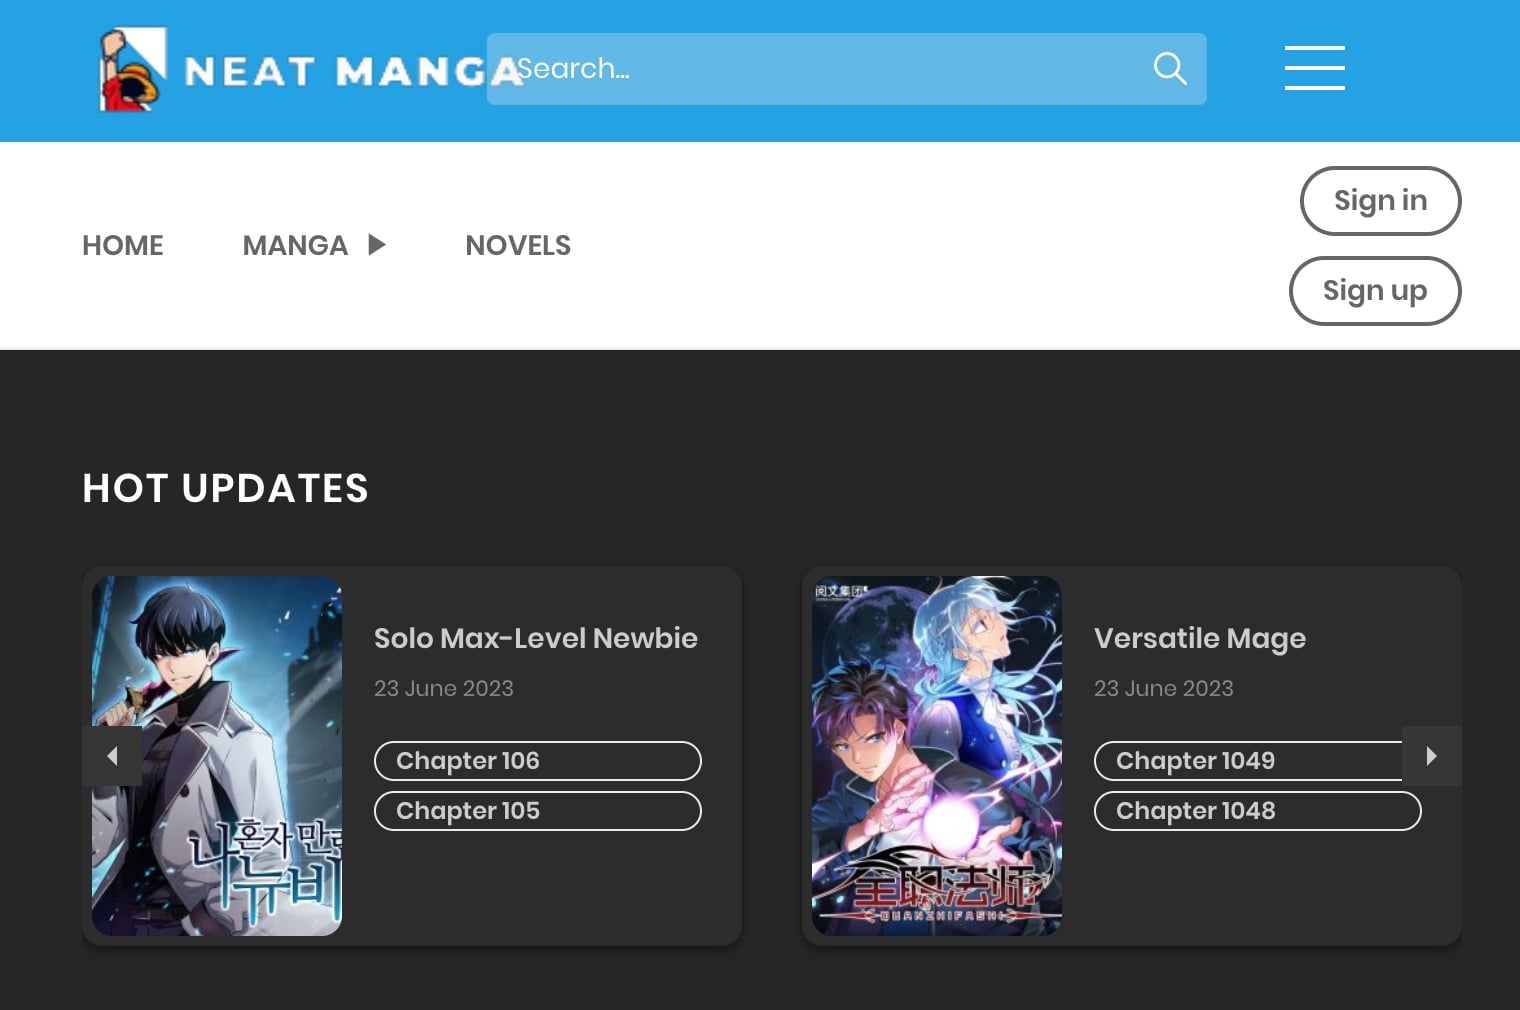 NEAT MANGA
Search...
HOME MANGA NOVELS
Sign in
Sign up
HOT UPDATES
Solo Max-Level Newbie
23 June 2023
Chapter 106
Chapter 105
나혼자 만
뉴비
阅文集团
Versatile Mage
23 June 2023
Chapter 1049
Chapter 1048
全职法师
QUANZHIFASHI